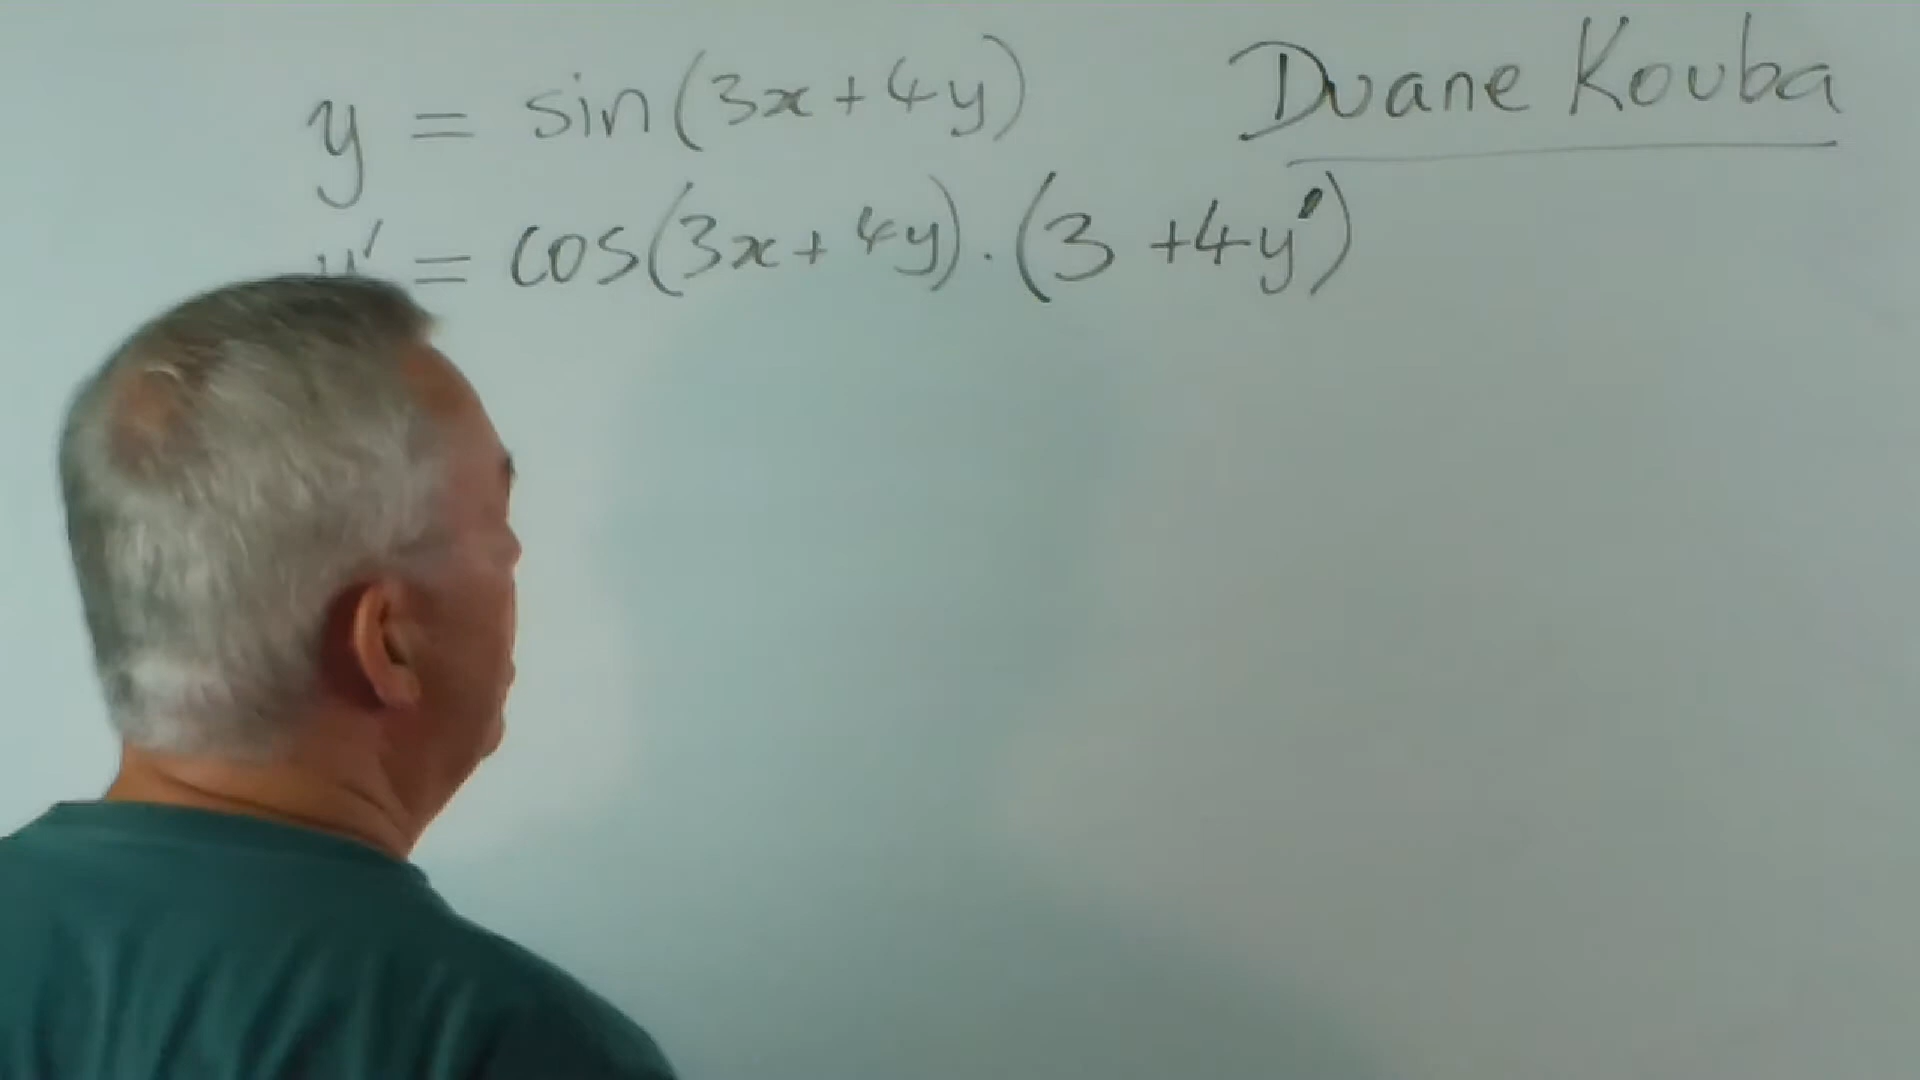 y = sin(3x+4y)
Duane Kouba
y' = cos(3x+4y).(3 +4y')